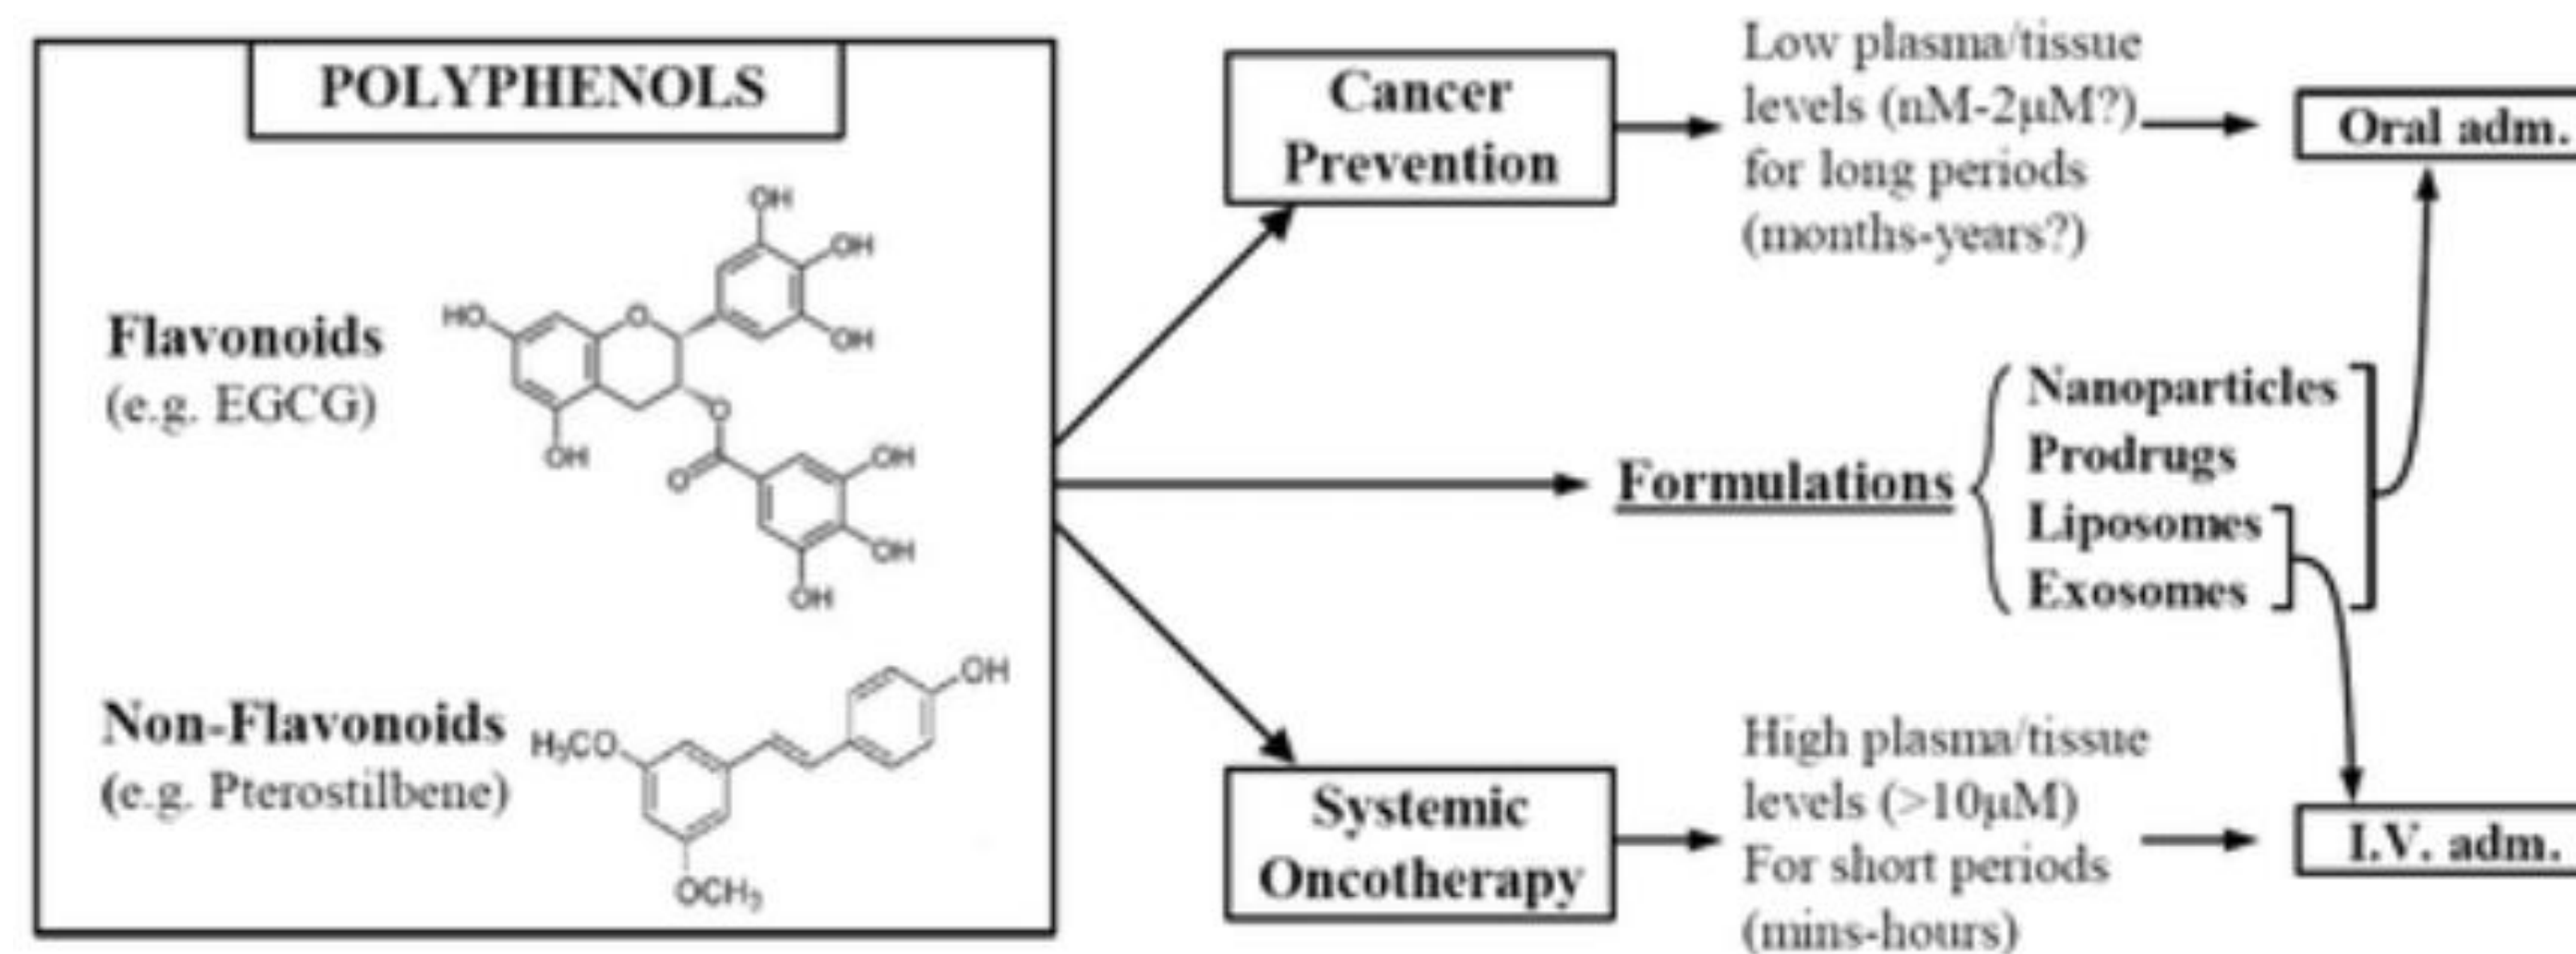 POLYPHENOLS
Flavonoids
(e.g. EGCG)
OH
OH
OH
HO
O
OH
O
O
OH
OH
OH
Non-Flavonoids
(e.g. Pterostilbene)
OH
H₃CO
OCH₃
Cancer
Prevention
Low plasma/tissue
levels (nM-2µM?)
for long periods
(months-years?)
Oral adm.
Formulations
Nanoparticles
Prodrugs
Liposomes
Exosomes
Systemic
Oncotherapy
High plasma/tissue
levels (>10µM)
For short periods
(mins-hours)
I.V. adm.